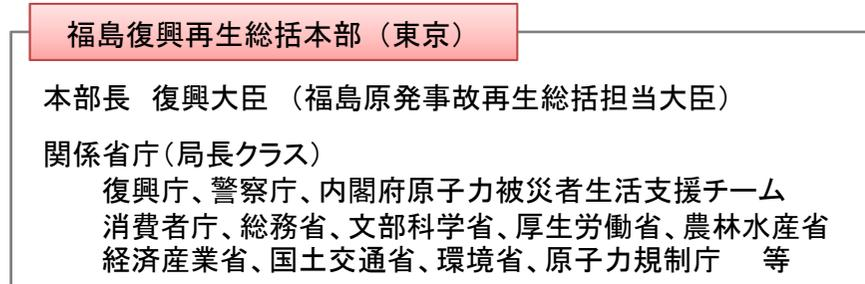 福島復興再生総括本部（東京）
本部長　復興大臣　（福島原発事故再生総括担当大臣）
関係省庁（局長クラス）
復興庁、警察庁、内閣府原子力被災者生活支援チーム
消費者庁、総務省、文部科学省、厚生労働省、農林水産省
経済産業省、国土交通省、環境省、原子力規制庁　　等